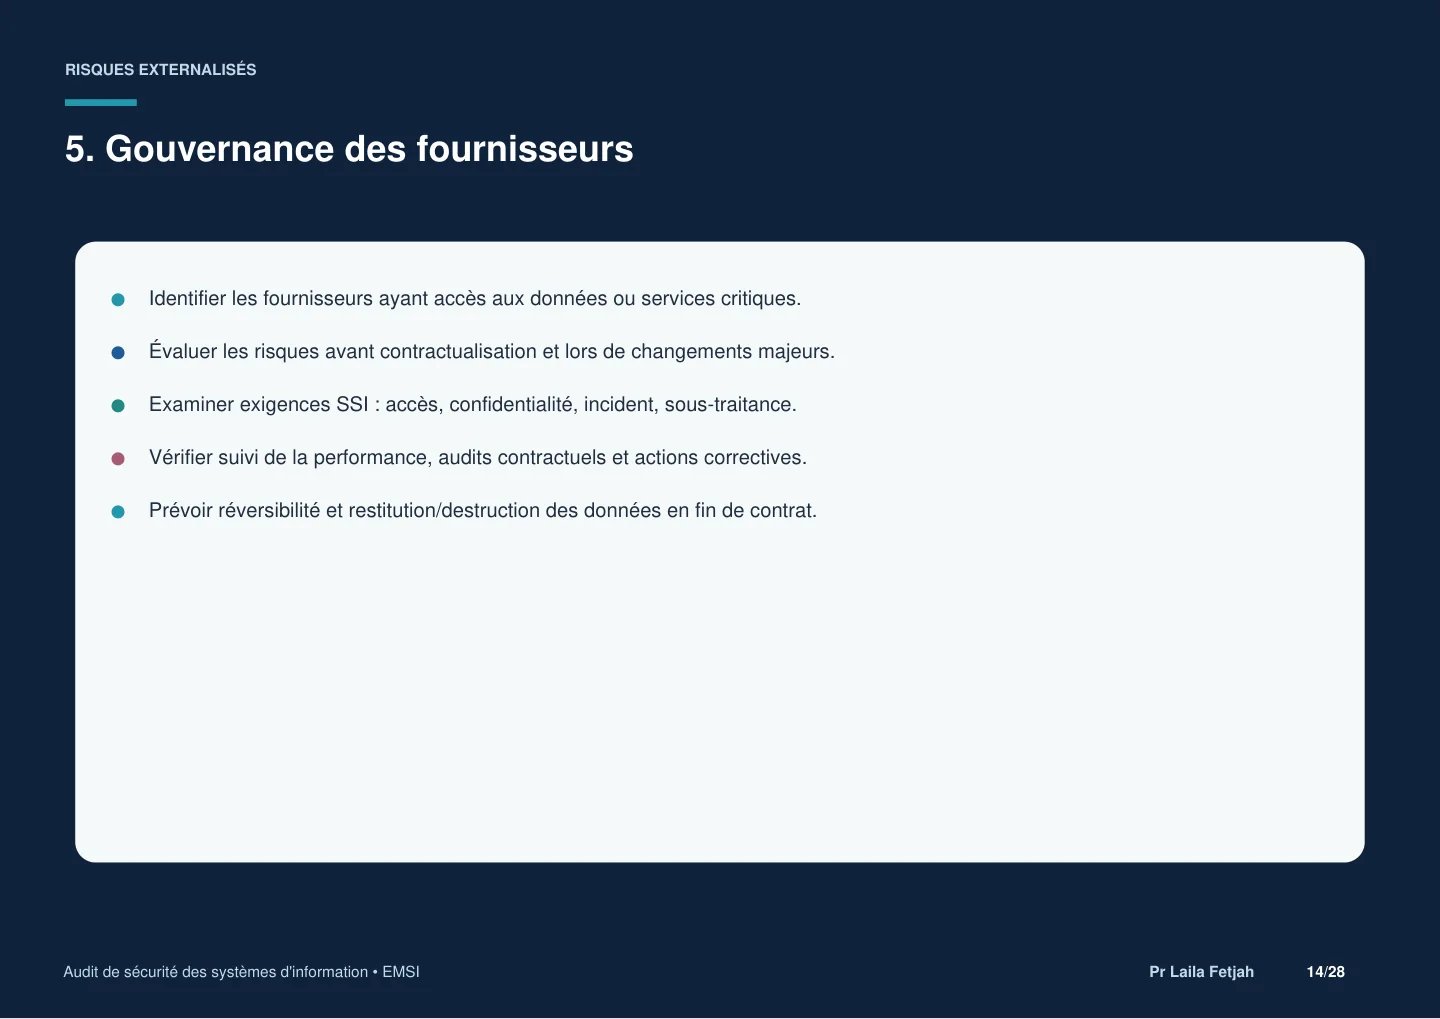 RISQUES EXTERNALISÉS
5. Gouvernance des fournisseurs
Identifier les fournisseurs ayant accès aux données ou services critiques.
Évaluer les risques avant contractualisation et lors de changements majeurs.
Examiner exigences SSI : accès, confidentialité, incident, sous-traitance.
Vérifier suivi de la performance, audits contractuels et actions correctives.
Prévoir réversibilité et restitution/destruction des données en fin de contrat.
Audit de sécurité des systèmes d'information • EMSI
Pr Laila Fetjah
14/28